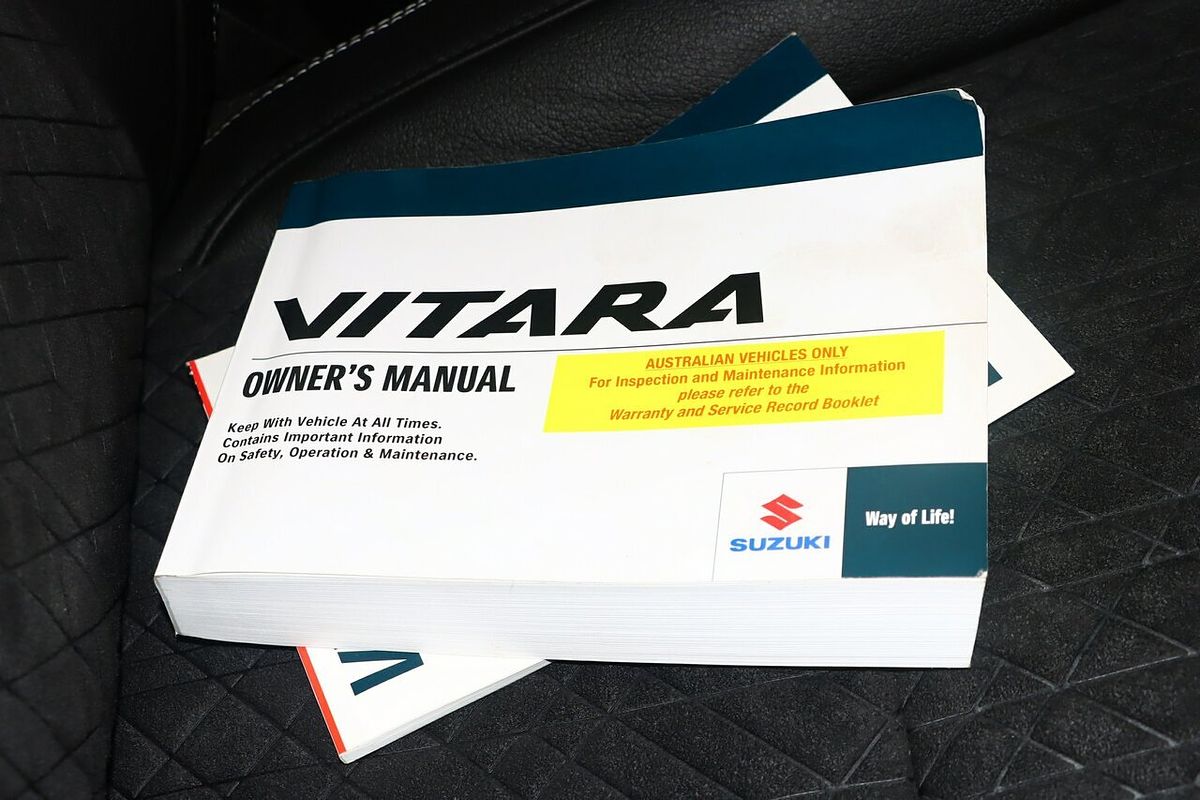 VITARA
OWNER'S MANUAL
Keep With Vehicle At All Times.
Contains Important Information
On Safety, Operation & Maintenance.
AUSTRALIAN VEHICLES ONLY
For Inspection and Maintenance Information
please refer to the
Warranty and Service Record Booklet
SUZUKI
Way of Life!